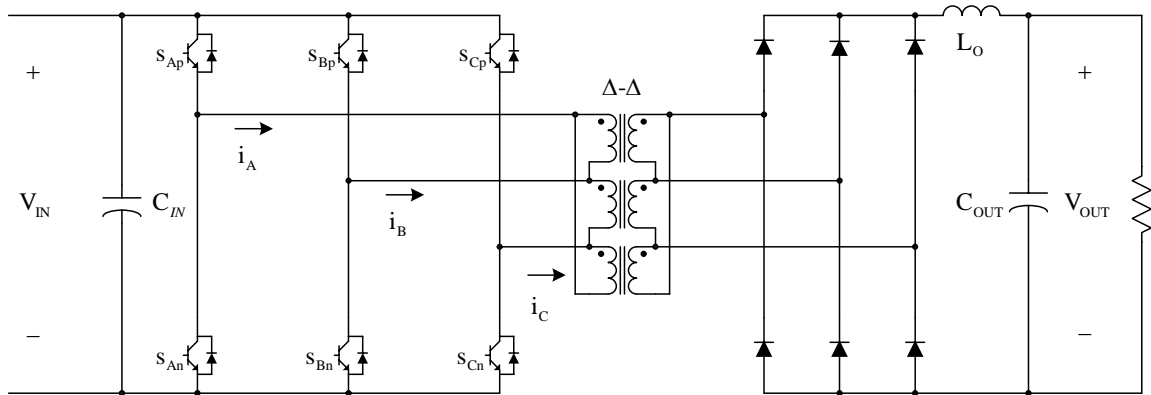 S_Ap
S_Bp
S_Cp
L_O
+
+
Δ-Δ
i_A
V_IN
C_IN
i_B
C_OUT
V_OUT
i_C
−
−
S_An
S_Bn
S_Cn